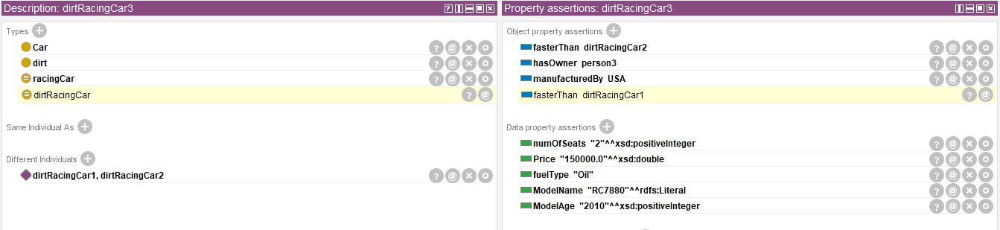 Description: dirtRacingCar3
Types
Car
dirt
racingCar
dirtRacingCar
Same Individual As
Different Individuals
dirtRacingCar1, dirtRacingCar2
Property assertions: dirtRacingCar3
Object property assertions
fasterThan dirtRacingCar2
hasOwner person3
manufacturedBy USA
fasterThan dirtRacingCar1
Data property assertions
numOfSeats "2"^^xsd:positiveInteger
Price "150000.0"^^xsd:double
fuelType "Oil"
ModelName "RC7880"^^rdfs:Literal
ModelAge "2010"^^xsd:positiveInteger